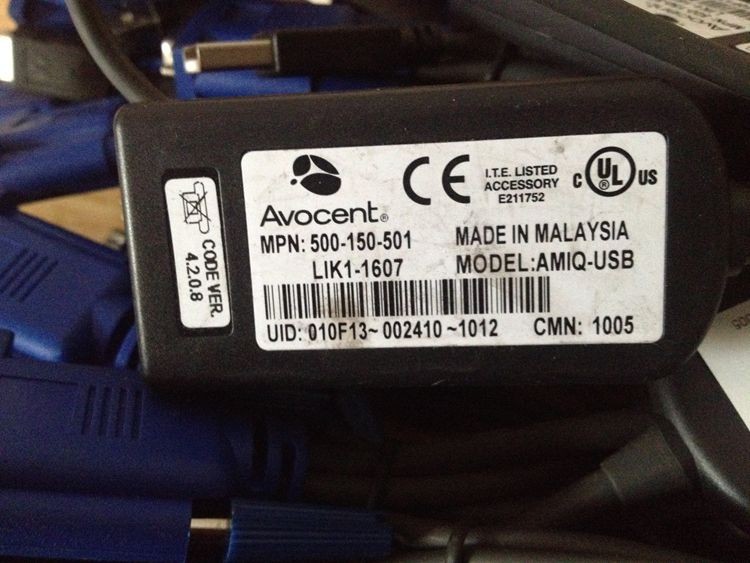 AVOCENT
Avocent®
CE
I.T.E. LISTED
ACCESSORY
E211752
C UL® US
MPN: 500-150-501
MADE IN MALAYSIA
LIK1-1607
MODEL:AMIQ-USB
UID: 010F13~ 002410 ~1012
CMN: 1005
CODE VER.
4.2.0.8